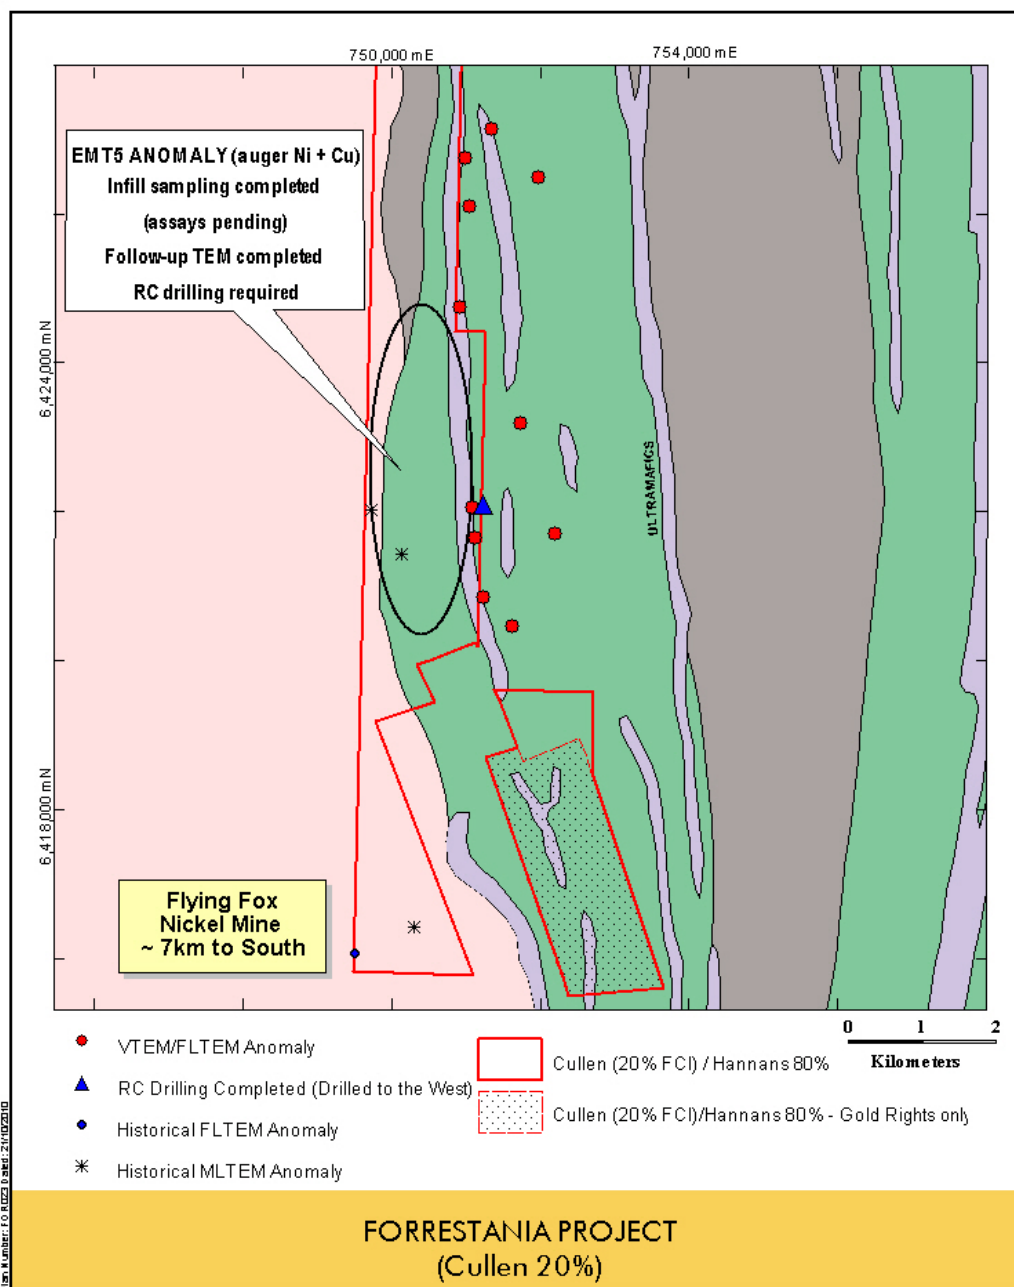 750,000 mE
754,000 mE
EMT5 ANOMALY (auger Ni + Cu)
Infill sampling completed
(assays pending)
Follow-up TEM completed
RC drilling required
6,424,000 mN
ULTRAMAFICS
6,418,000 mN
Flying Fox
Nickel Mine
~ 7km to South
VTEM/FLTEM Anomaly
RC Drilling Completed (Drilled to the West)
Historical FLTEM Anomaly
Historical MLTEM Anomaly
Cullen (20% FCI) / Hannans 80%
Cullen (20% FCI)/Hannans 80% - Gold Rights only
0 1 2
Kilometers
Dated: 21/10/2010
FORRESTANIA PROJECT
(Cullen 20%)